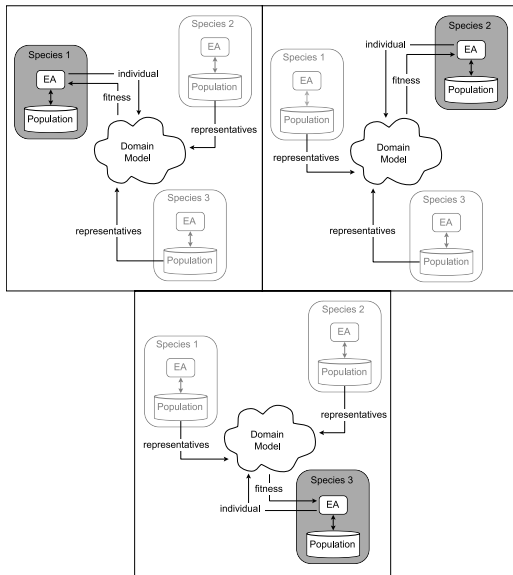 Species 1
EA
Population
individual
fitness
Species 2
EA
Population
representatives
Domain
Model
Species 3
EA
Population
representatives
Species 2
EA
Population
individual
fitness
Species 1
EA
Population
representatives
Domain
Model
Species 3
EA
Population
representatives
Species 2
EA
Population
representatives
Species 1
EA
Population
representatives
Domain
Model
fitness
individual
Species 3
EA
Population